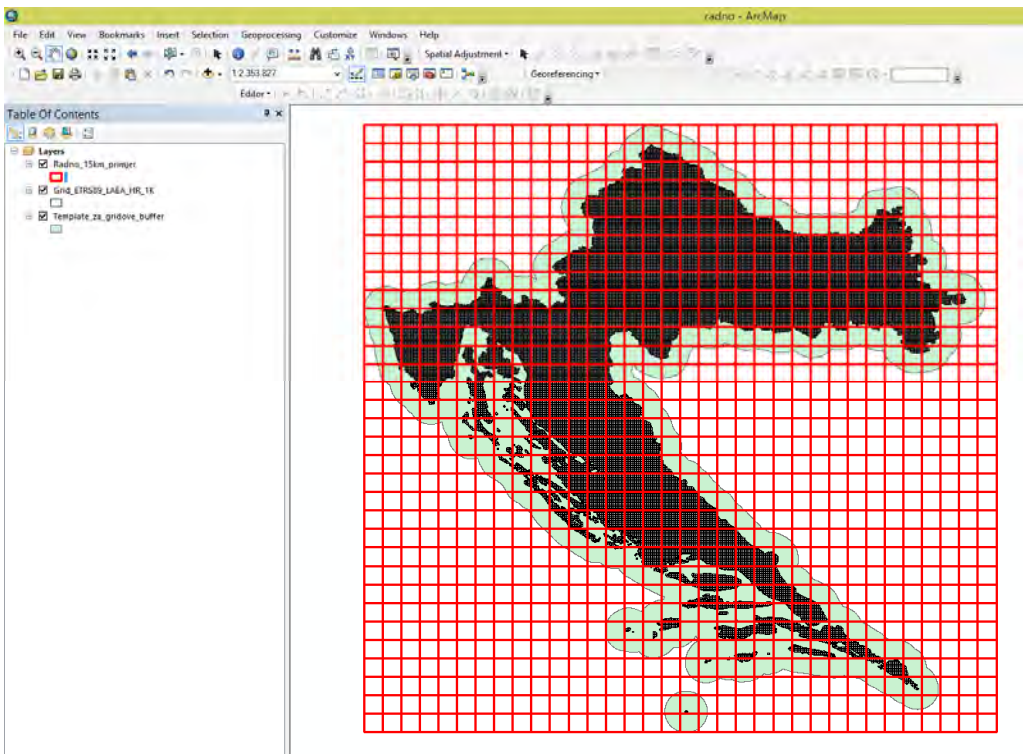 radno - ArcMap
File Edit View Bookmarks Insert Selection Geoprocessing Customize Windows Help
Spatial Adjustment
1:2.353.827
Georeferencing
Editor
Table Of Contents
Layers
Radno_15km_primjer
Grid_ETRS89_LAEA_HR_1K
Template_za_gridove_buffer